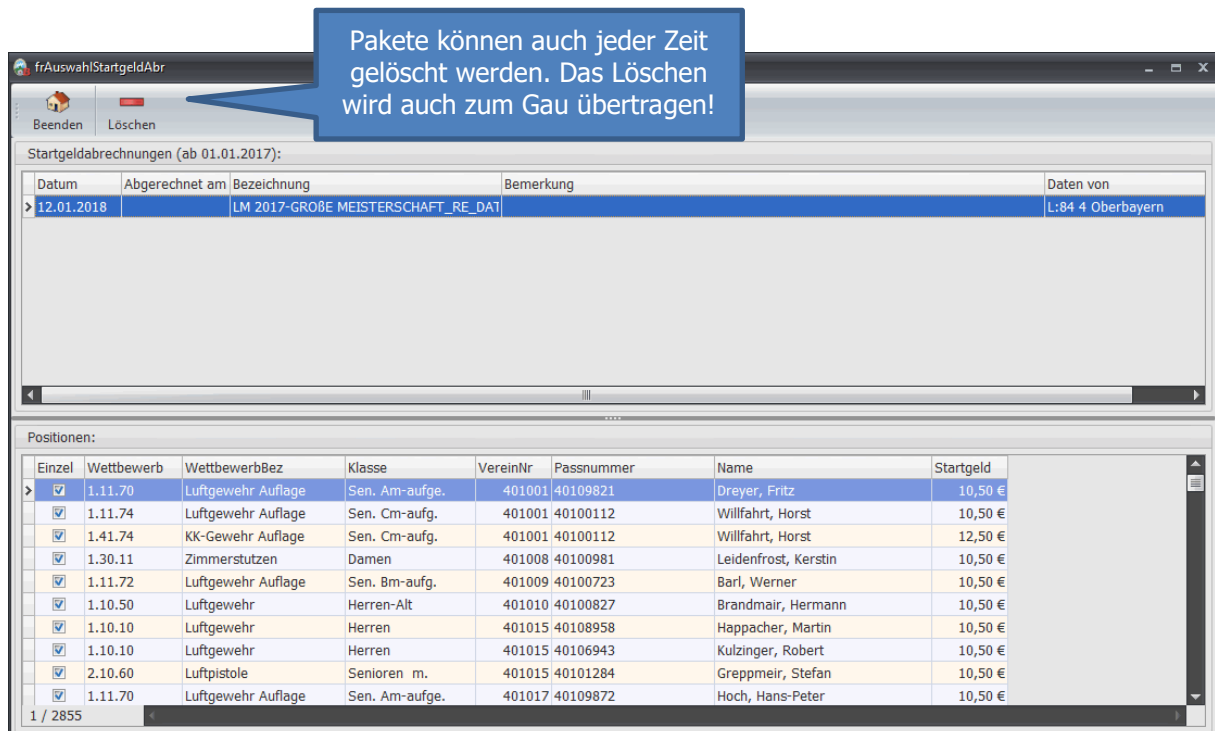 Pakete können auch jeder Zeit
gelöscht werden. Das Löschen
wird auch zum Gau übertragen!
frAuswahlStartgeldAbr
Beenden Löschen
Startgeldabrechnungen (ab 01.01.2017):
Datum Abgerechnet am Bezeichnung Bemerkung Daten von
12.01.2018 LM 2017-GROßE MEISTERSCHAFT_RE_DAT L:84 4 Oberbayern
Positionen:
Einzel Wettbewerb WettbewerbBez Klasse VereinNr Passnummer Name Startgeld
1.11.70 Luftgewehr Auflage Sen. Am-aufge. 401001 40109821 Dreyer, Fritz 10,50 €
1.11.74 Luftgewehr Auflage Sen. Cm-aufg. 401001 40100112 Willfahrt, Horst 10,50 €
1.41.74 KK-Gewehr Auflage Sen. Cm-aufg. 401001 40100112 Willfahrt, Horst 12,50 €
1.30.11 Zimmerstutzen Damen 401008 40100981 Leidenfrost, Kerstin 10,50 €
1.11.72 Luftgewehr Auflage Sen. Bm-aufg. 401009 40100723 Barl, Werner 10,50 €
1.10.50 Luftgewehr Herren-Alt 401010 40100827 Brandmair, Hermann 10,50 €
1.10.10 Luftgewehr Herren 401015 40108958 Happacher, Martin 10,50 €
1.10.10 Luftgewehr Herren 401015 40106943 Kulzinger, Robert 10,50 €
2.10.60 Luftpistole Senioren m. 401015 40101284 Greppmeir, Stefan 10,50 €
1.11.70 Luftgewehr Auflage Sen. Am-aufge. 401017 40109872 Hoch, Hans-Peter 10,50 €
1 / 2855